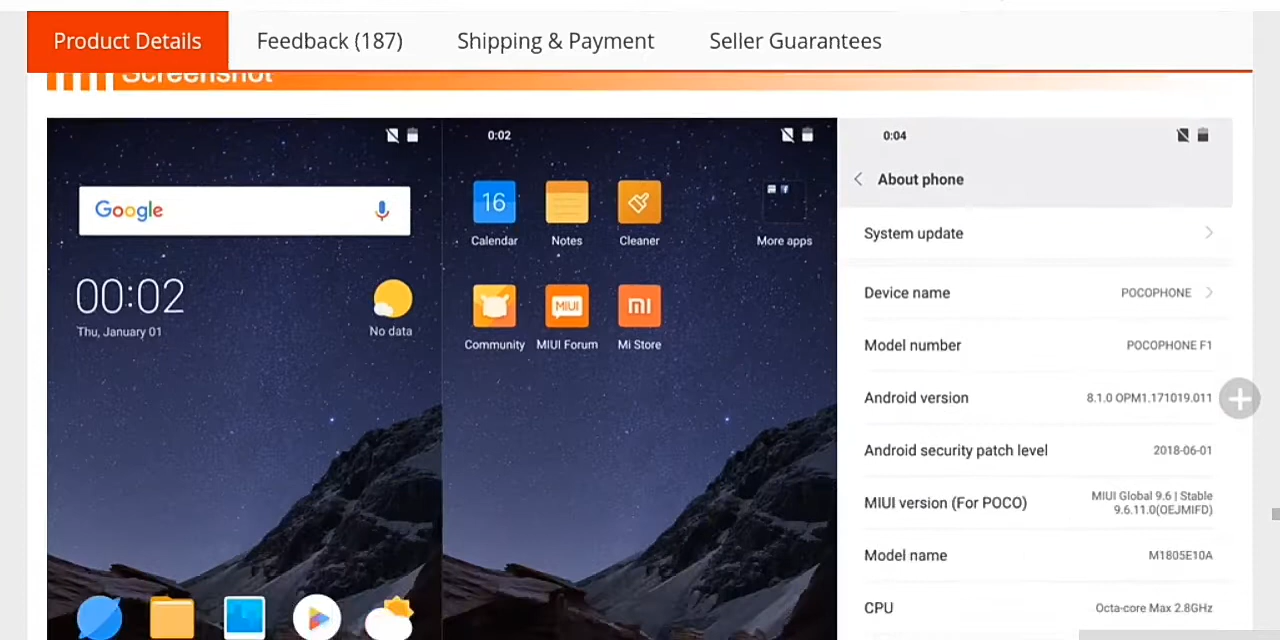 Product Details
Feedback (187)
Shipping & Payment
Seller Guarantees
Screenshot
Google
00:02
Thu, January 01
No data
0:02
16
Calendar
Notes
Cleaner
More apps
MIUI
mi
Community
MIUI Forum
Mi Store
0:04
About phone
System update
Device name
POCOPHONE
Model number
POCOPHONE F1
Android version
8.1.0 OPM1.171019.011
Android security patch level
2018-06-01
MIUI version (For POCO)
MIUI Global 9.6 | Stable
9.6.11.0(OEJMIFD)
Model name
M1805E10A
CPU
Octa-core Max 2.8GHz